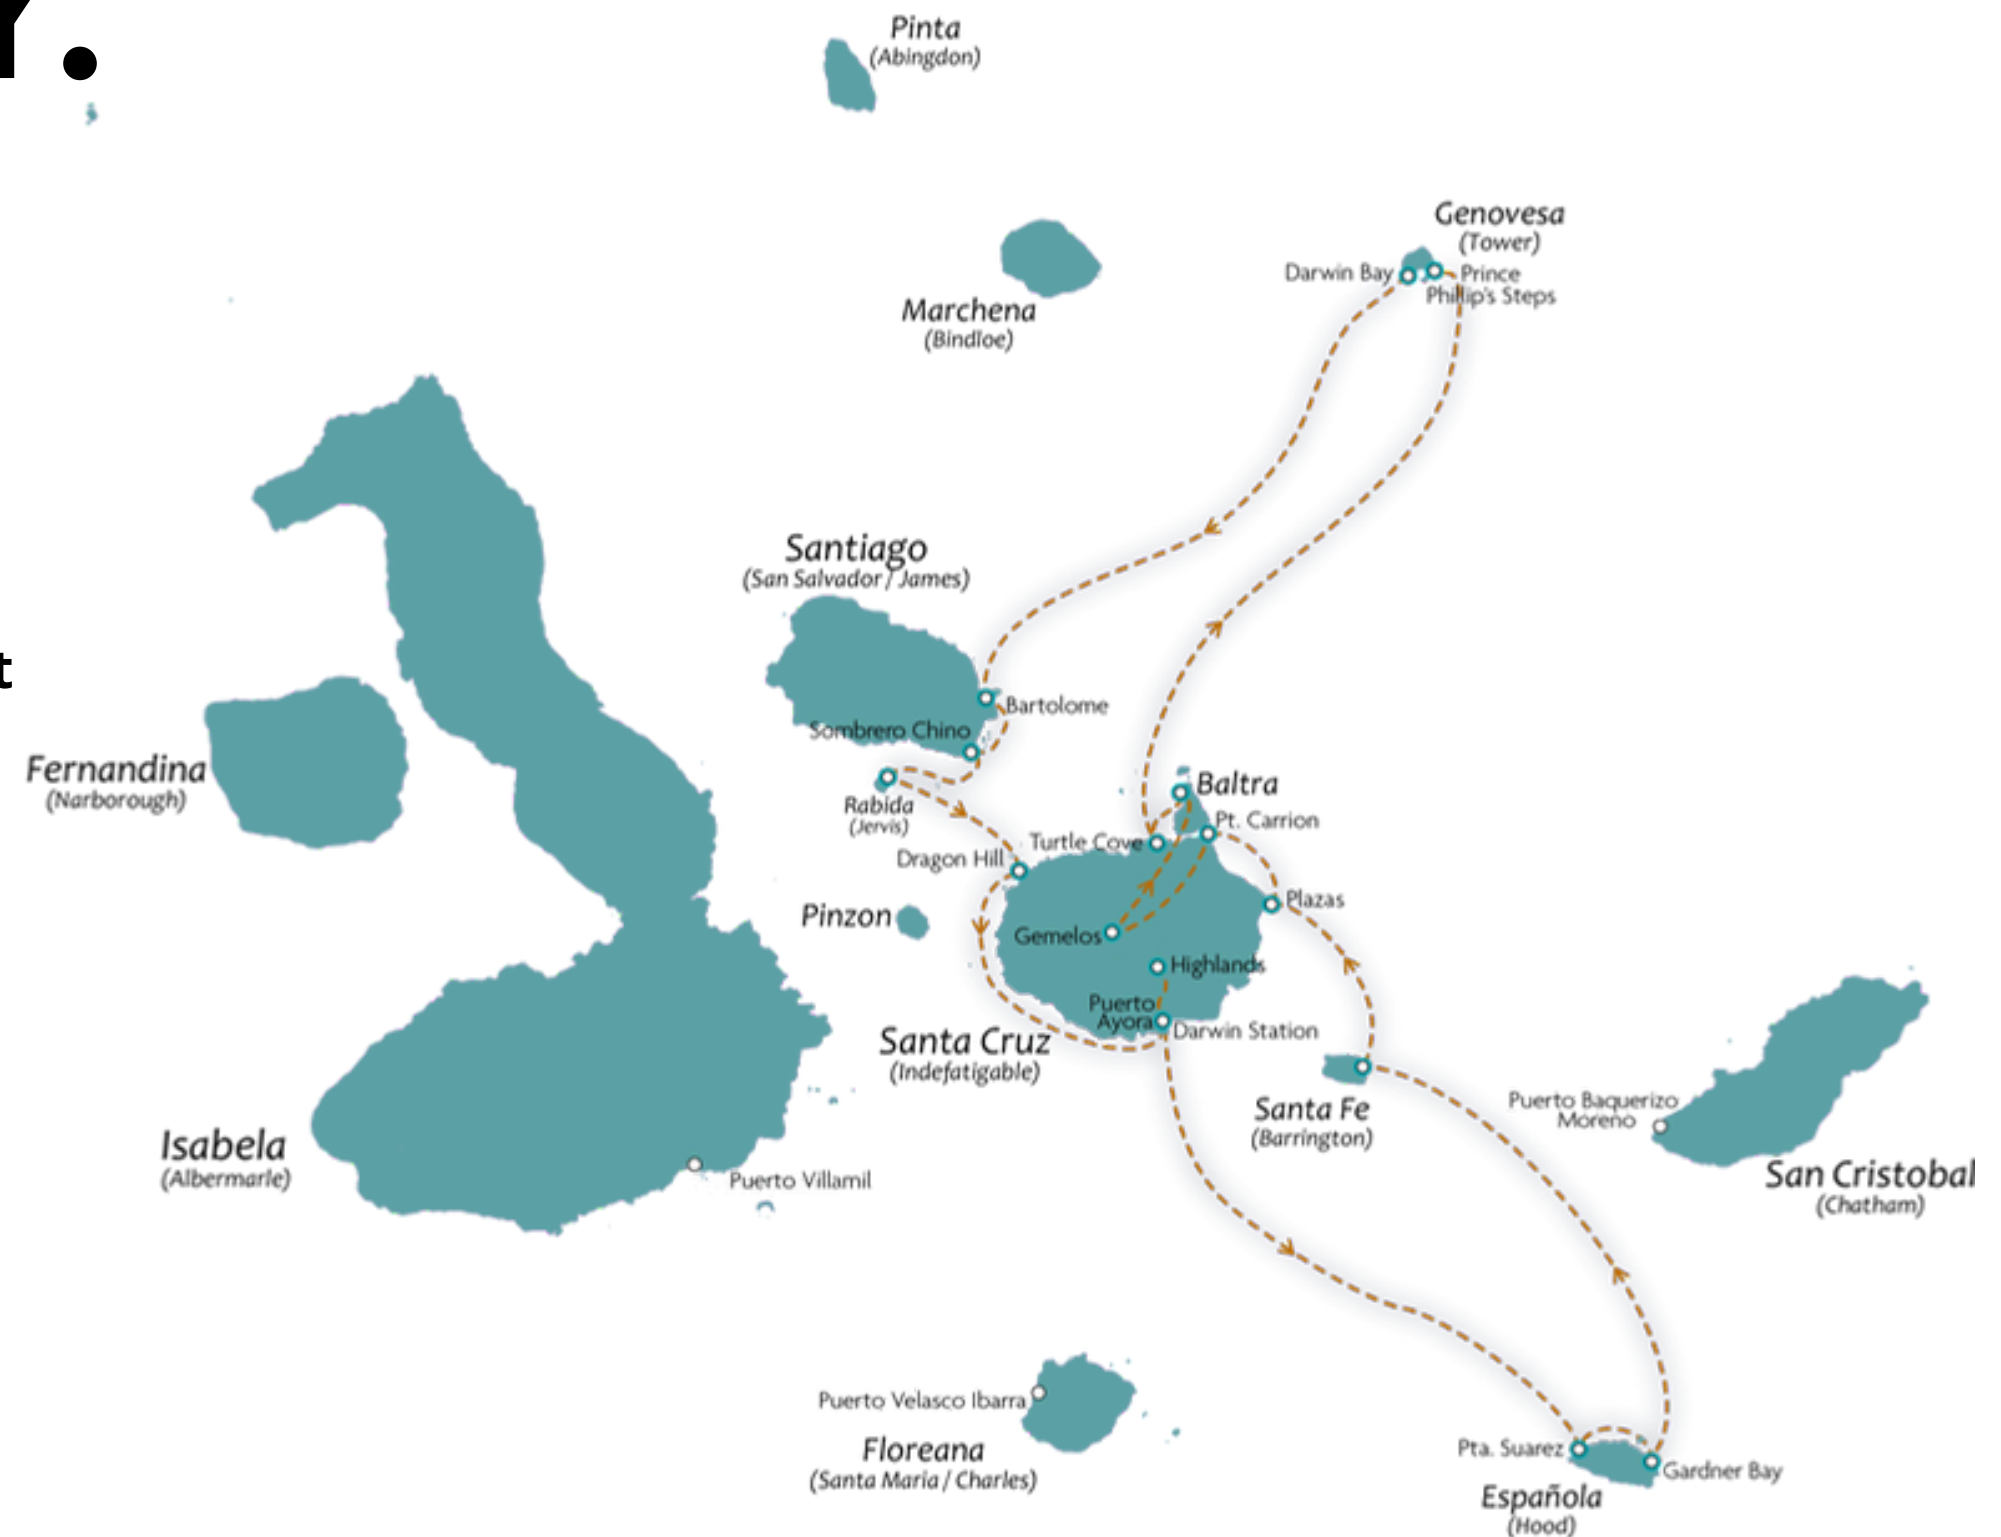 Y.
Pinta
(Abingdon)
Genovesa
(Tower)
Darwin Bay
Prince
Phillip's Steps
Marchena
(Bindloe)
Santiago
(San Salvador / James)
Bartolome
Sombrero Chino
t
Fernandina
(Narborough)
Rabida
(Jervis)
Baltra
Pt. Carrion
Turtle Cove
Dragon Hill
Plazas
Pinzon
Gemelos
Highlands
Puerto
Ayora
Darwin Station
Santa Cruz
(Indefatigable)
Santa Fe
(Barrington)
Puerto Baquerizo
Moreno
San Cristobal
(Chatham)
Isabela
(Albermarle)
Puerto Villamil
Puerto Velasco Ibarra
Floreana
(Santa Maria / Charles)
Pta. Suarez
Gardner Bay
Española
(Hood)